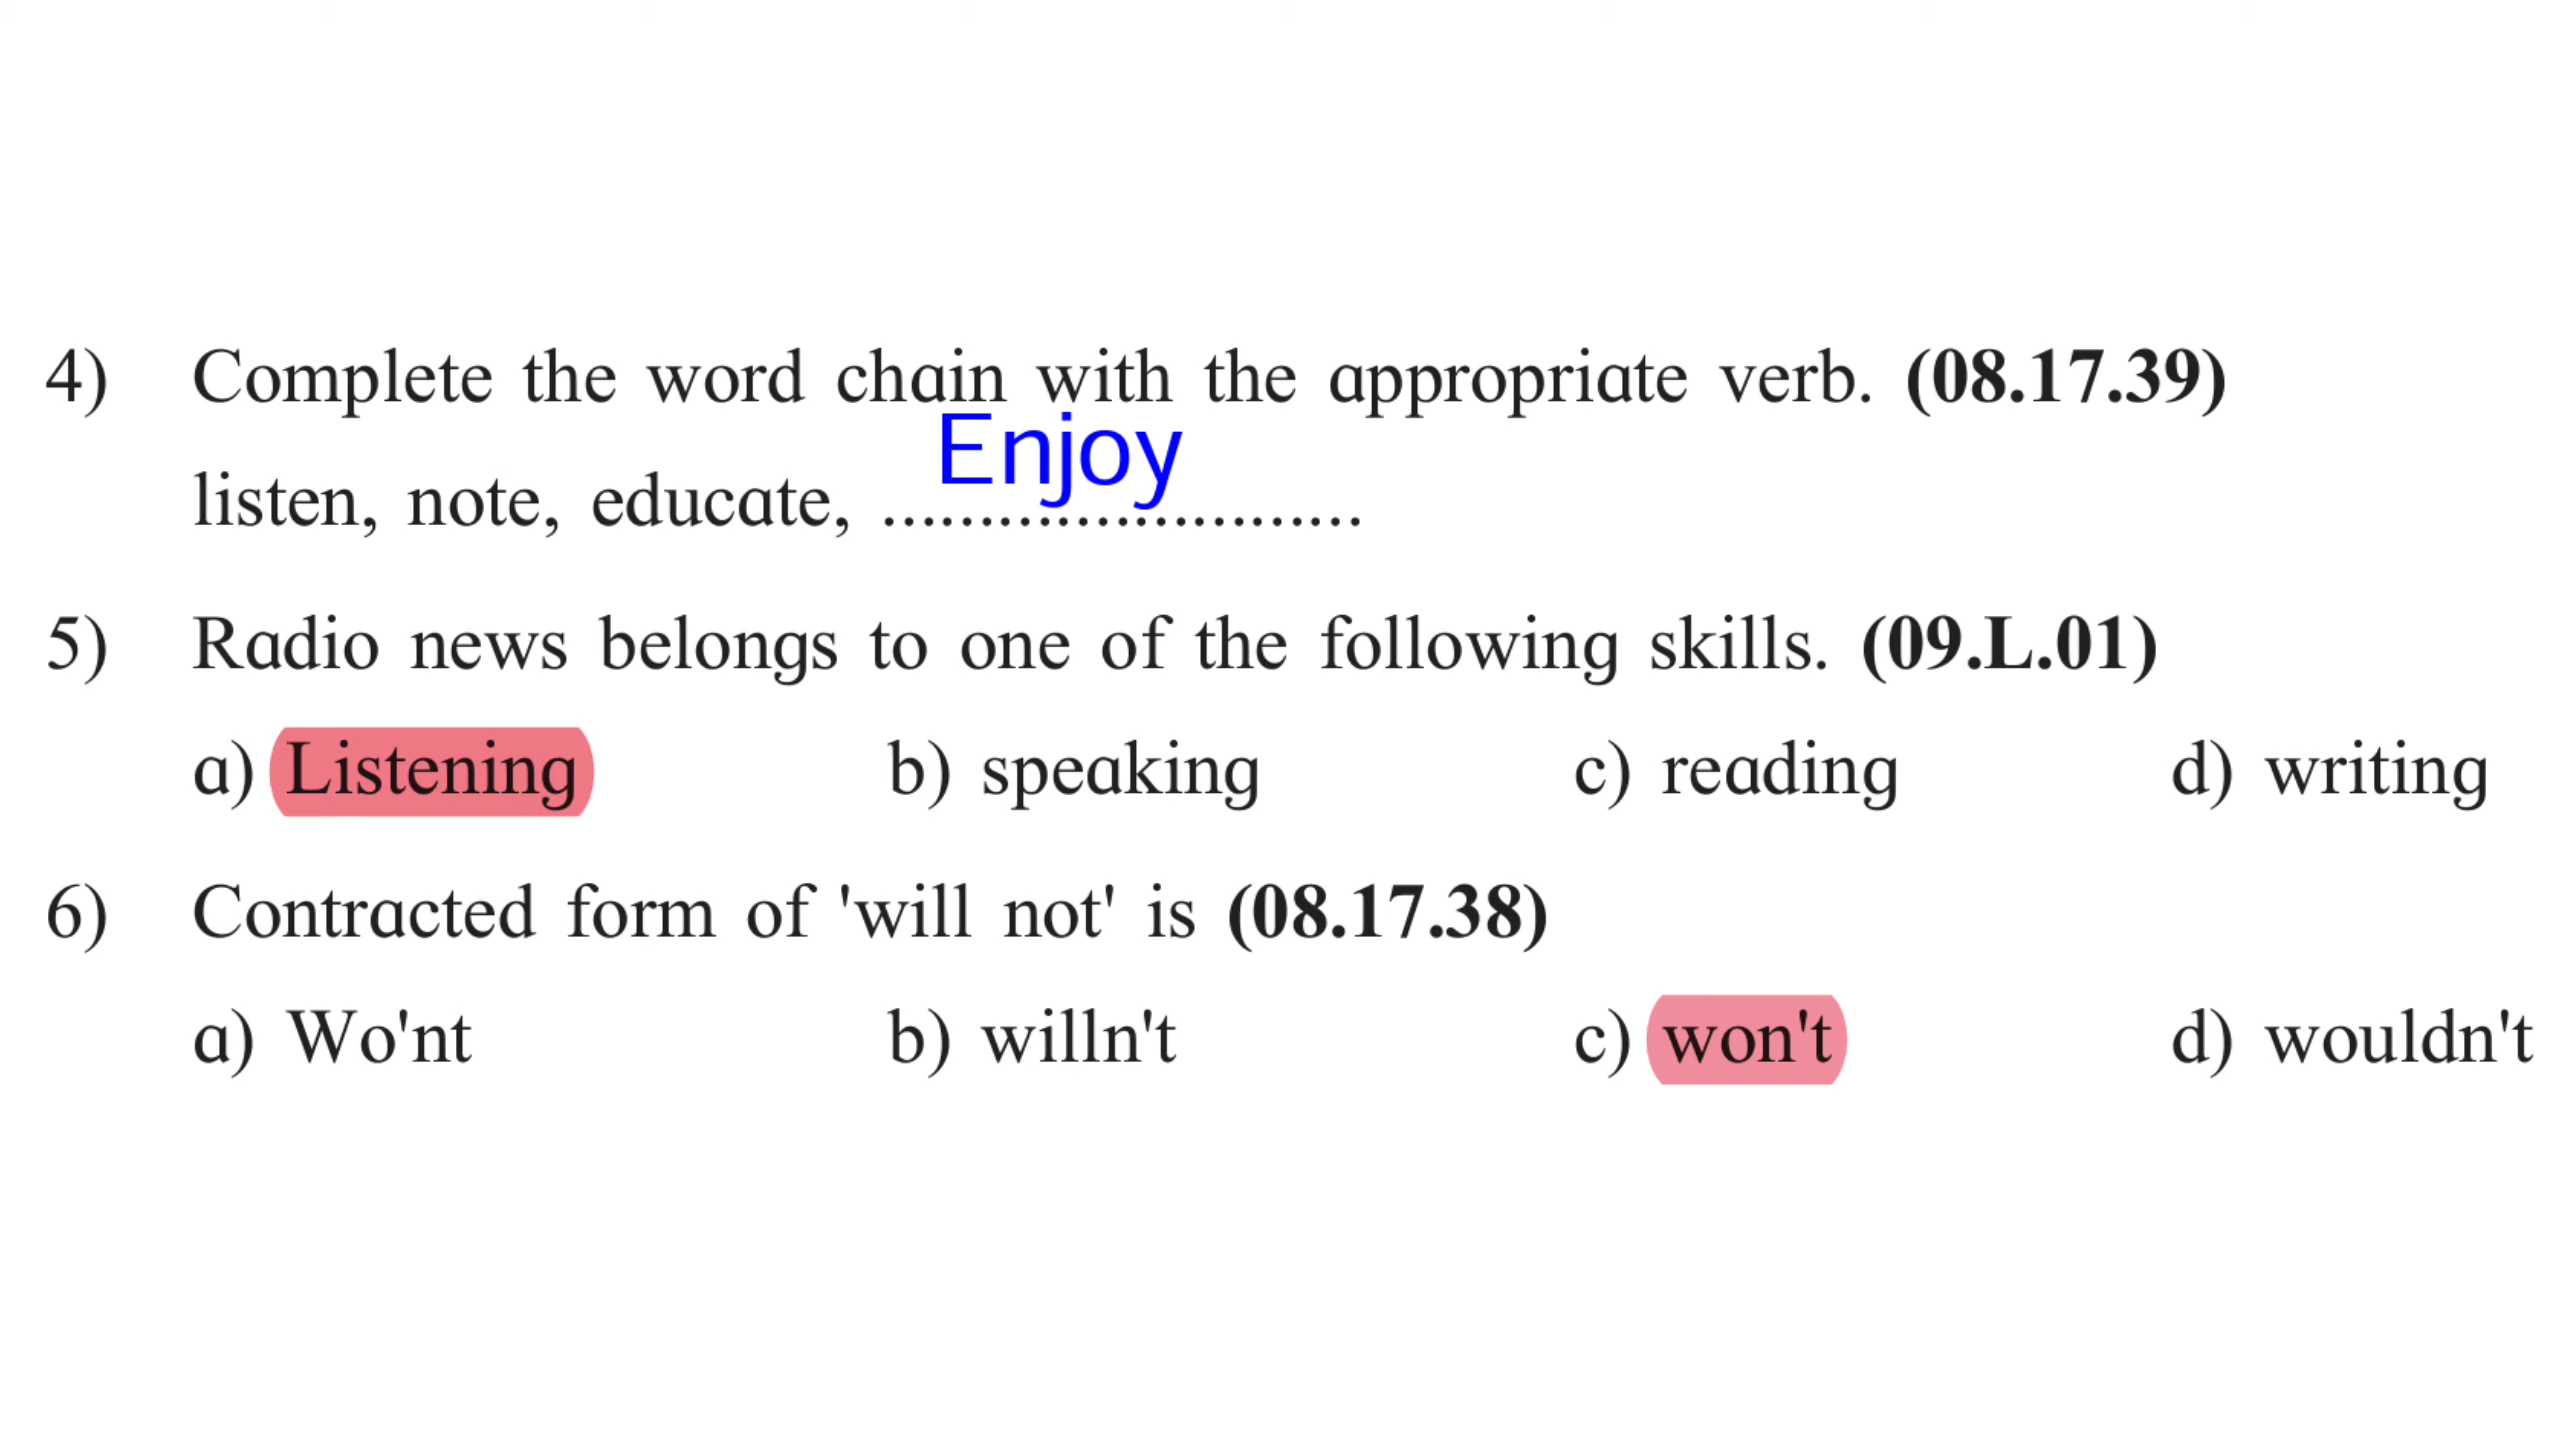 4) Complete the word chain with the appropriate verb. (08.17.39)
Enjoy
listen, note, educate, .........................
5) Radio news belongs to one of the following skills. (09.L.01)
a) Listening b) speaking c) reading d) writing
6) Contracted form of 'will not' is (08.17.38)
a) Wo'nt b) willn't c) won't d) wouldn't